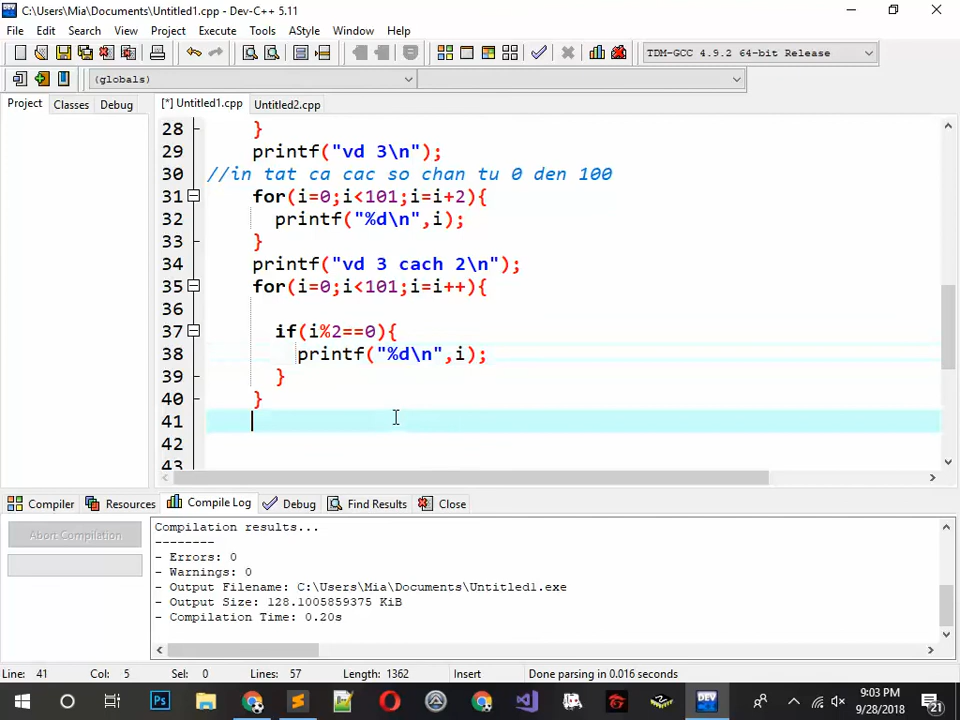 C:\Users\Mia\Documents\Untitled1.cpp - Dev-C++ 5.11
File Edit Search View Project Execute Tools AStyle Window Help
TDM-GCC 4.9.2 64-bit Release
(globals)
Project Classes Debug [*] Untitled1.cpp Untitled2.cpp
28 }
29 printf("vd 3\n");
30 //in tat ca cac so chan tu 0 den 100
31 for(i=0;i<101;i=i+2){
32 printf("%d\n",i);
33 }
34 printf("vd 3 cach 2\n");
35 for(i=0;i<101;i=i++){
36
37 if(i%2==0){
38 printf("%d\n",i);
39 }
40 }
41
42
43
Compiler Resources Compile Log Debug Find Results Close
Abort Compilation
Compilation results...
--------
- Errors: 0
- Warnings: 0
- Output Filename: C:\Users\Mia\Documents\Untitled1.exe
- Output Size: 128.1005859375 KiB
- Compilation Time: 0.20s
Line: 41 Col: 5 Sel: 0 Lines: 57 Length: 1362 Insert Done parsing in 0.016 seconds
Ps
DEV
9:03 PM
9/28/2018
21